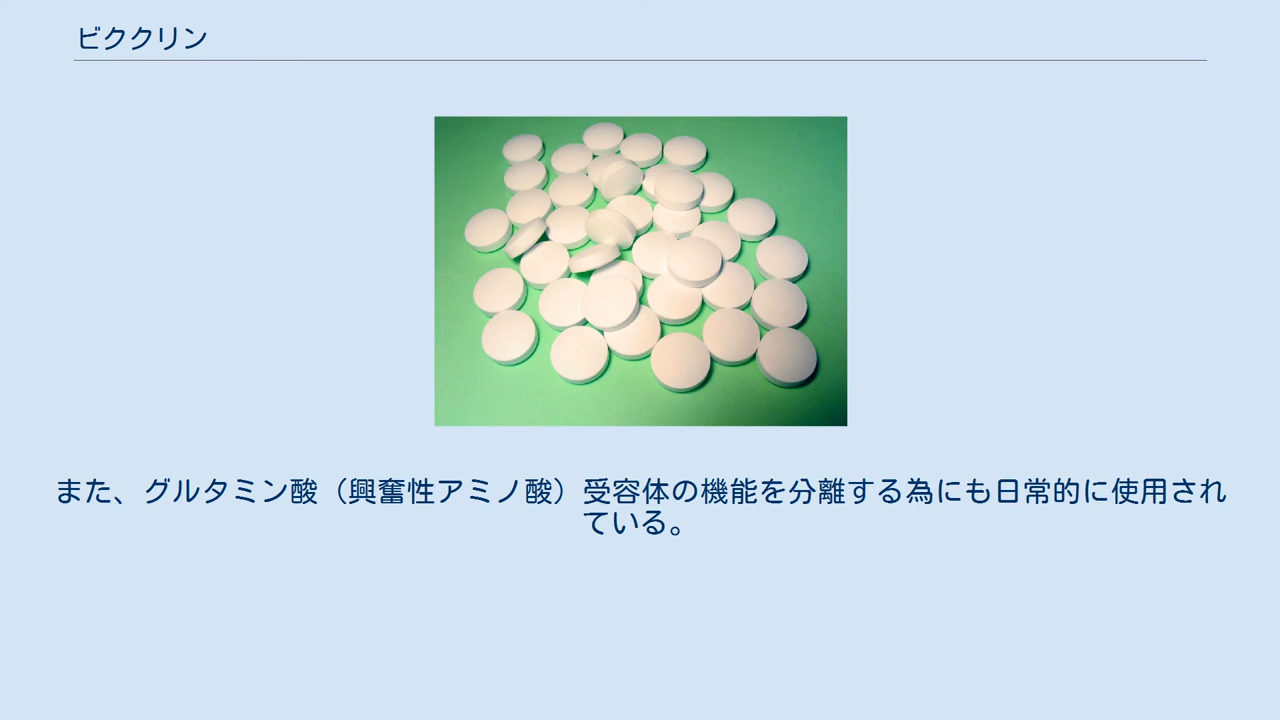 ビククリン
また、グルタミン酸（興奮性アミノ酸）受容体の機能を分離する為にも日常的に使用され
ている。